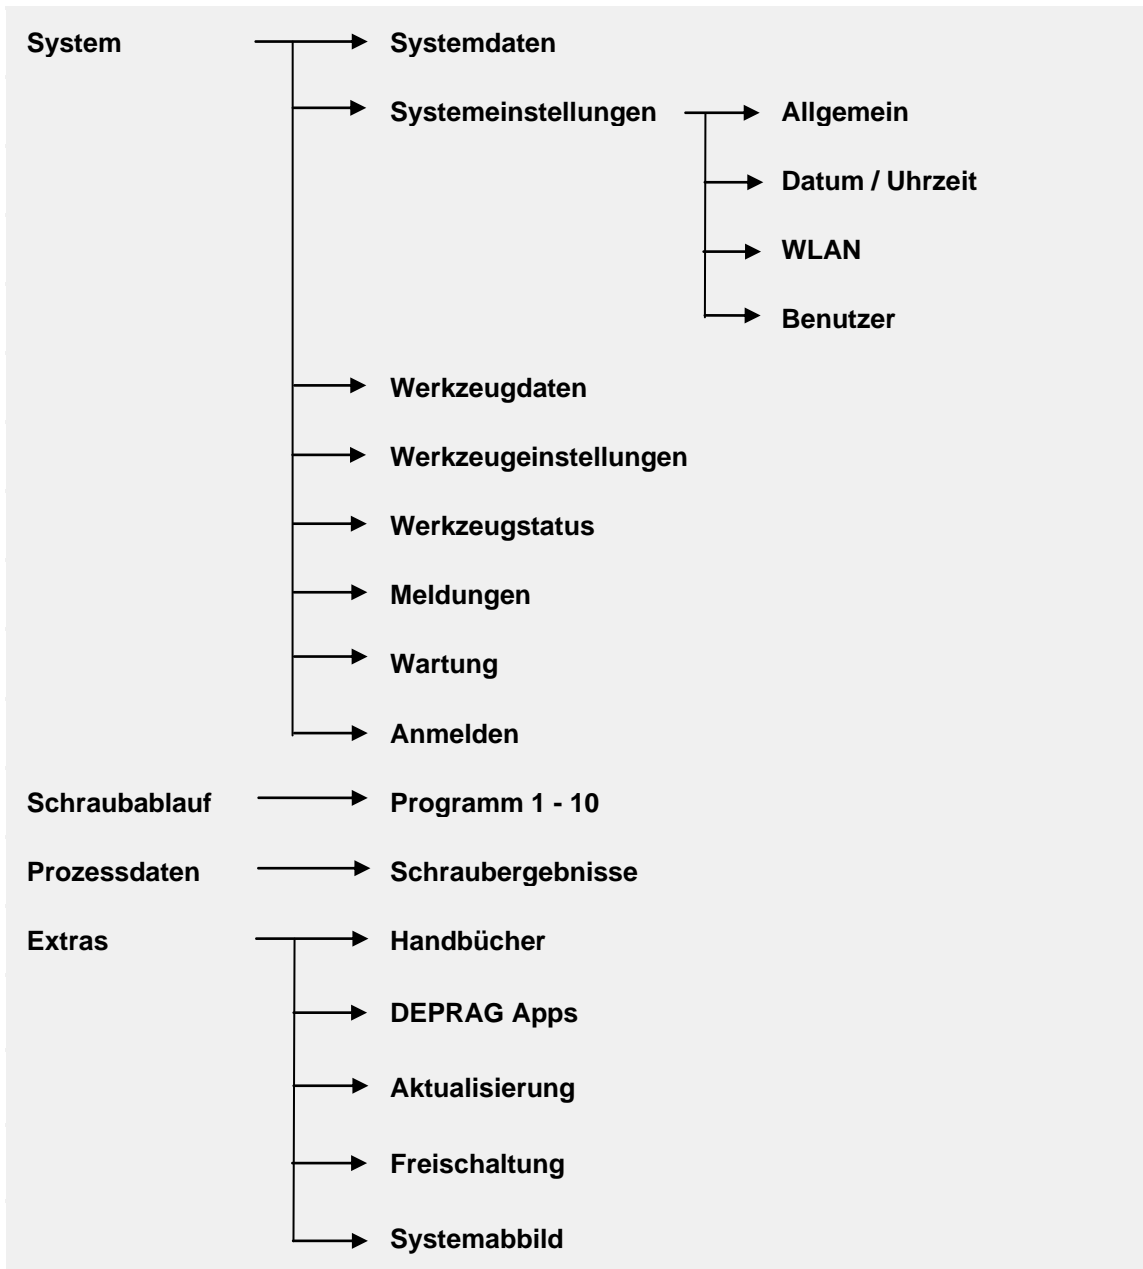 System
Systemdaten
Systemeinstellungen
Allgemein
Datum / Uhrzeit
WLAN
Benutzer
Werkzeugdaten
Werkzeugeinstellungen
Werkzeugstatus
Meldungen
Wartung
Anmelden
Schraubablauf
Programm 1 - 10
Prozessdaten
Schraubergebnisse
Extras
Handbücher
DEPRAG Apps
Aktualisierung
Freischaltung
Systemabbild